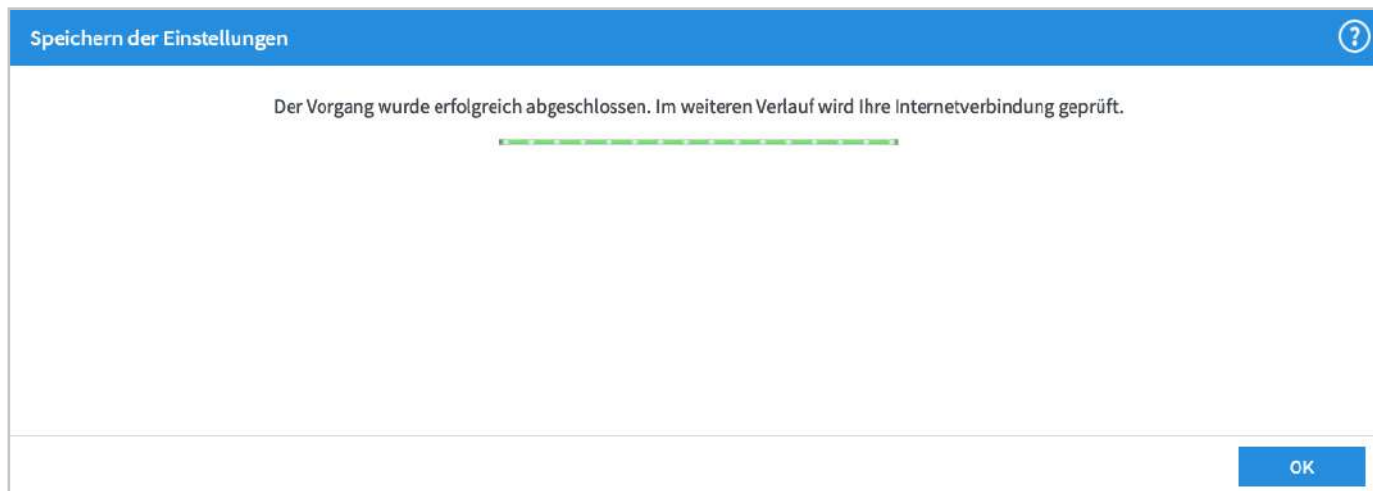 Speichern der Einstellungen
?
Der Vorgang wurde erfolgreich abgeschlossen. Im weiteren Verlauf wird Ihre Internetverbindung geprüft.
OK